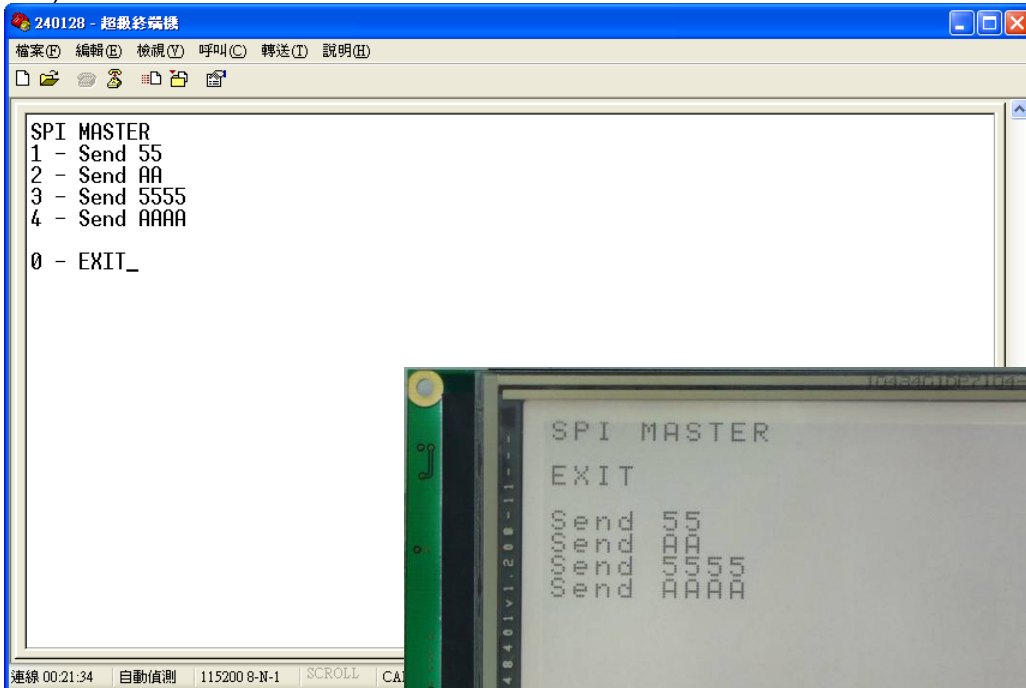 240128 - 超級終端機
檔案(F) 編輯(E) 檢視(V) 呼叫(C) 轉送(T) 說明(H)
SPI MASTER
1 - Send 55
2 - Send AA
3 - Send 5555
4 - Send AAAA
0 - EXIT_
SPI MASTER
EXIT
Send 55
Send AA
Send 5555
Send AAAA
連線 00:21:34 自動偵測 115200 8-N-1 SCROLL